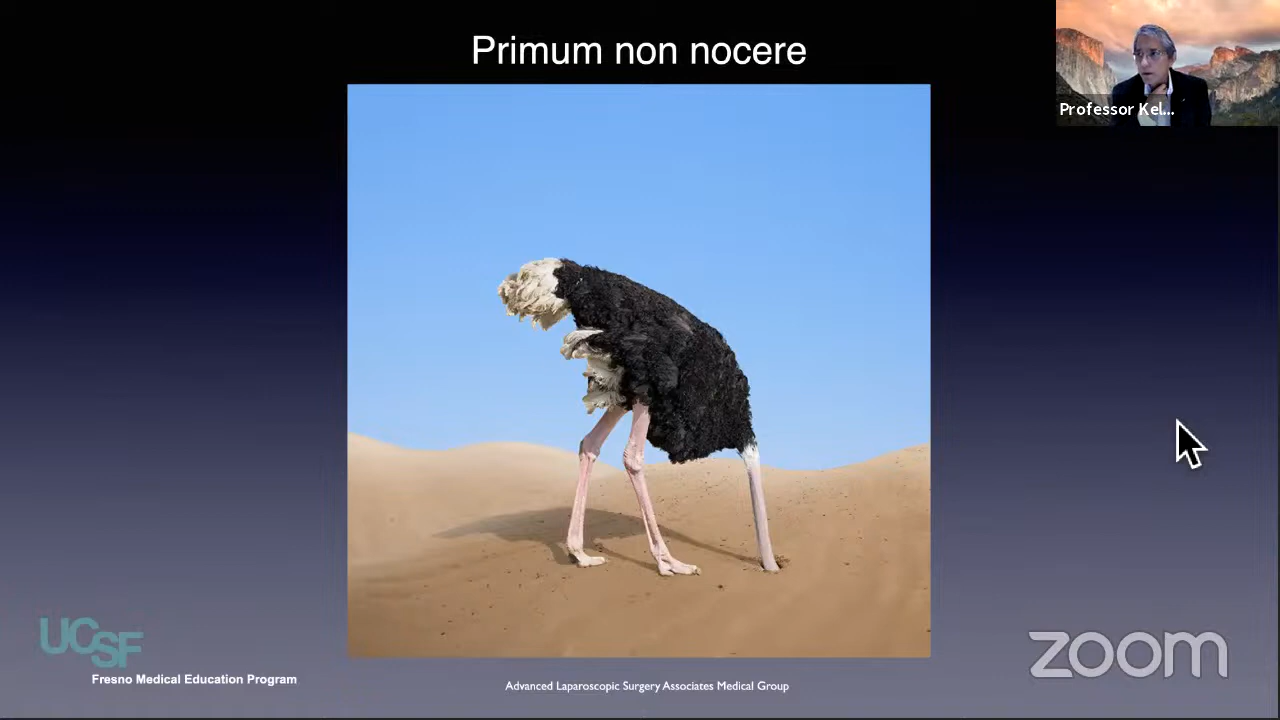 Primum non nocere
Professor Kel...
UCSF
Fresno Medical Education Program
Advanced Laparoscopic Surgery Associates Medical Group
zoom